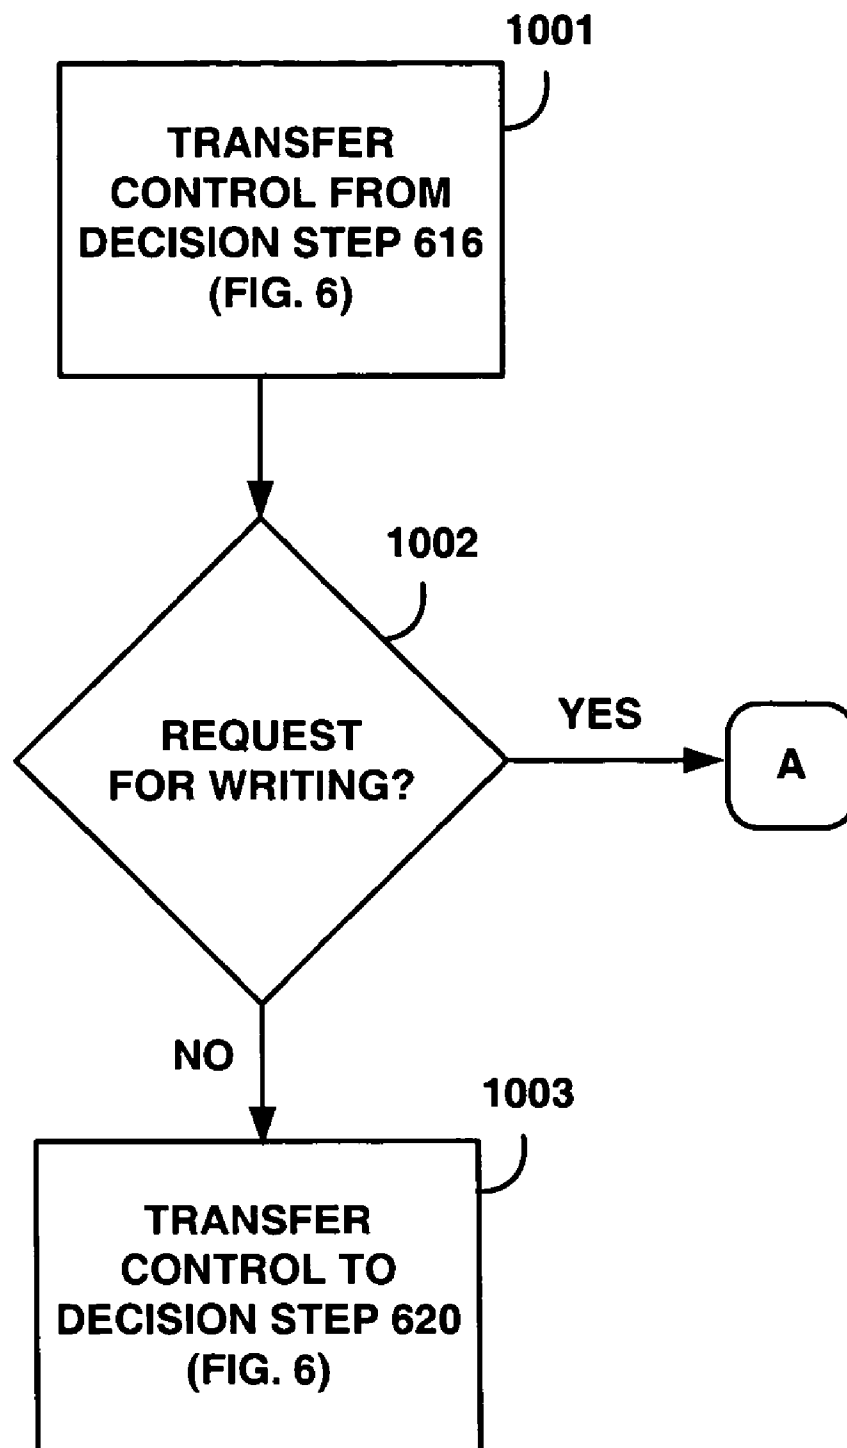 1001
TRANSFER
CONTROL FROM
DECISION STEP 616
(FIG. 6)
1002
REQUEST
FOR WRITING?
YES
A
NO
1003
TRANSFER
CONTROL TO
DECISION STEP 620
(FIG. 6)